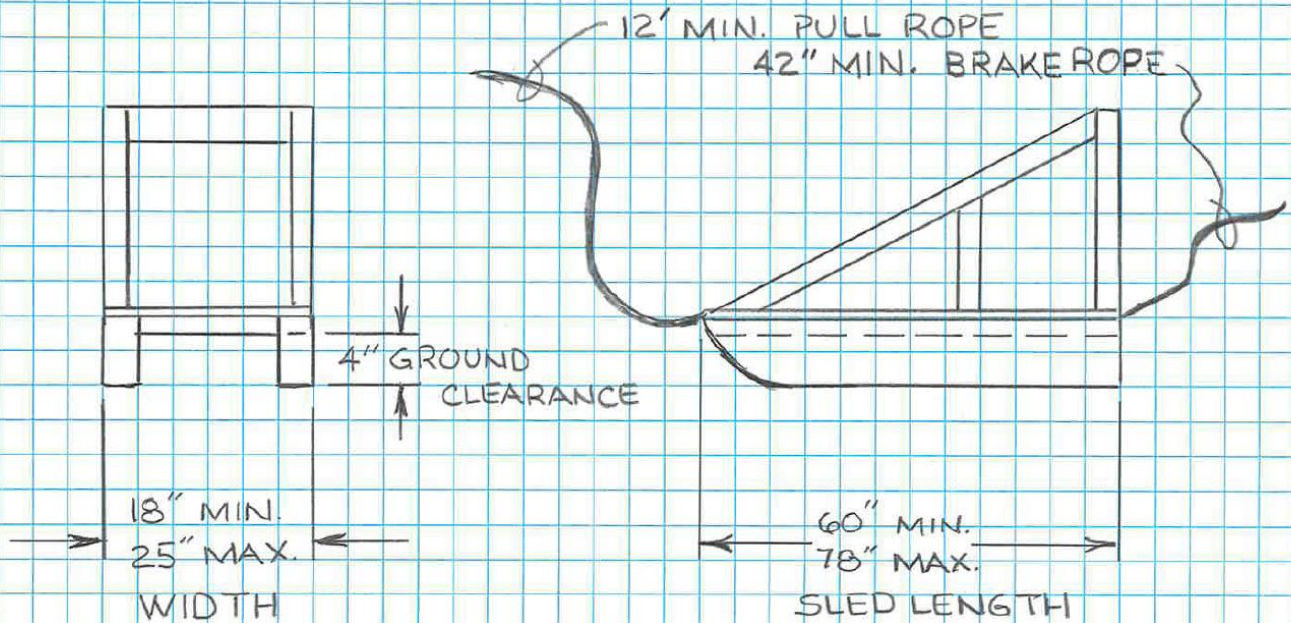 12' MIN. PULL ROPE
42" MIN. BRAKE ROPE
4" GROUND
CLEARANCE
18" MIN.
25" MAX.
WIDTH
60" MIN.
78" MAX.
SLED LENGTH